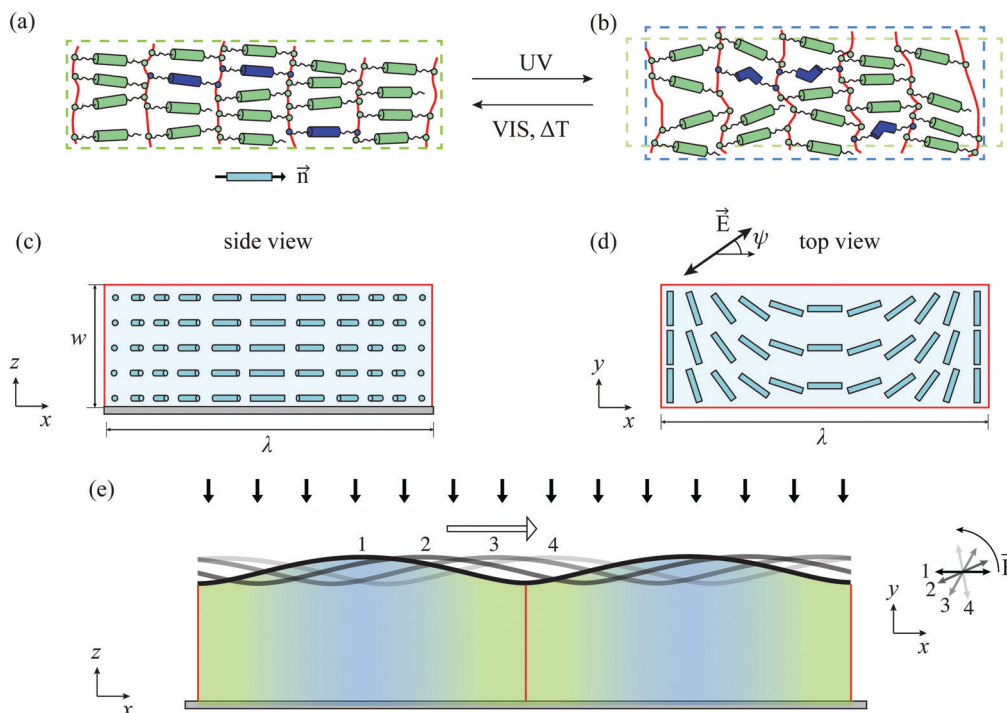 (a)
UV
VIS, ΔT
(b)
n⃗
(c)
side view
w
z
x
λ
(d)
E⃗
ψ
top view
y
x
λ
(e)
1 2 3 4
z
x
y
x
1
2
3
4